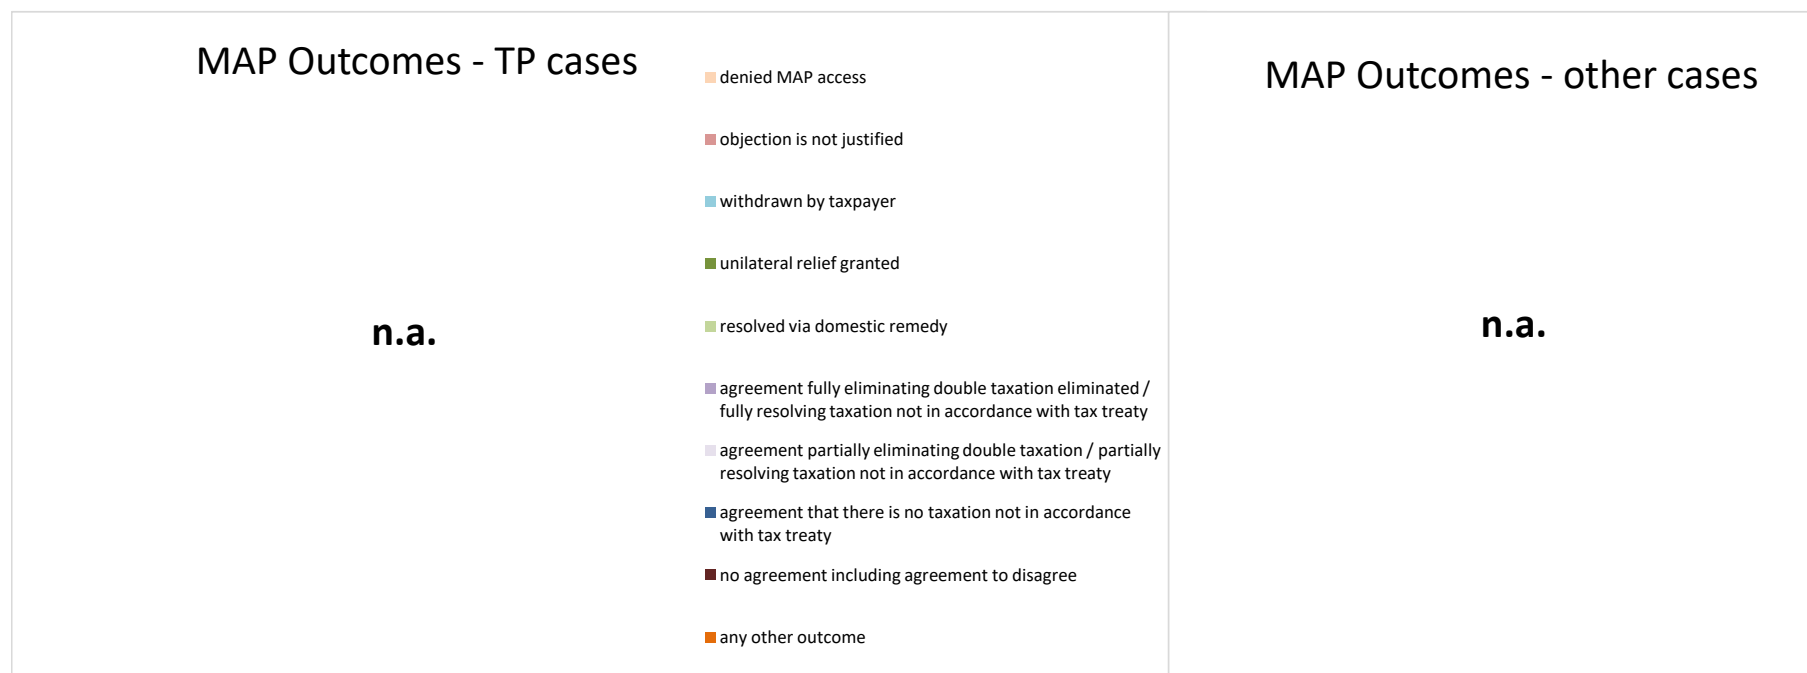 MAP Outcomes - TP cases
n.a.
denied MAP access
objection is not justified
withdrawn by taxpayer
unilateral relief granted
resolved via domestic remedy
agreement fully eliminating double taxation eliminated /
fully resolving taxation not in accordance with tax treaty
agreement partially eliminating double taxation / partially
resolving taxation not in accordance with tax treaty
agreement that there is no taxation not in accordance
with tax treaty
no agreement including agreement to disagree
any other outcome
MAP Outcomes - other cases
n.a.